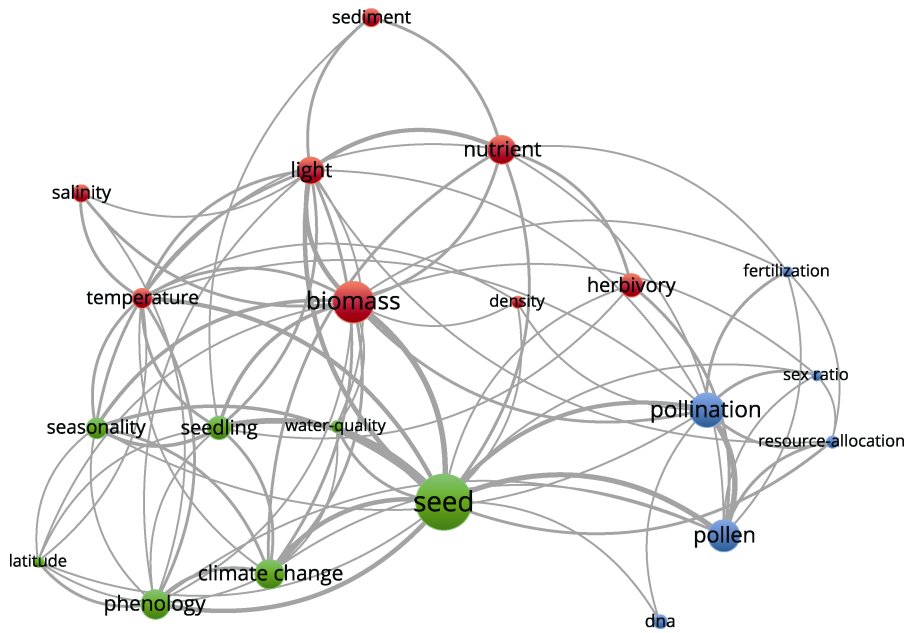 sediment
nutrient
light
salinity
fertilization
herbivory
temperature
biomass
density
sex ratio
pollination
seasonality
seedling
water-quality
resource-allocation
seed
pollen
latitude
climate change
phenology
dna